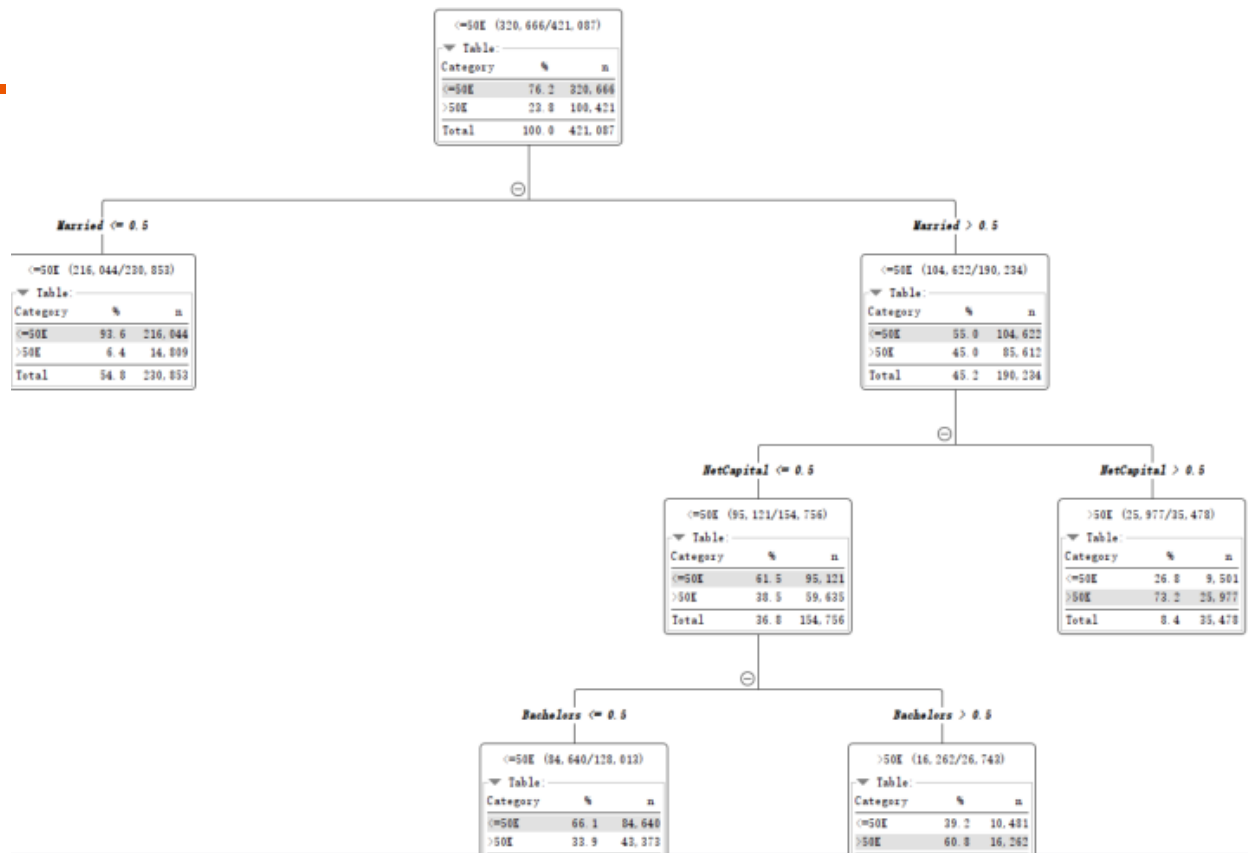 <=50K (320,666/421,087)
Table:
Category % n
<=50K 76.2 320,666
>50K 23.8 100,421
Total 100.0 421,087
Married <= 0.5
Married > 0.5
<=50K (216,044/230,853)
Table:
Category % n
<=50K 93.6 216,044
>50K 6.4 14,809
Total 54.8 230,853
<=50K (104,622/190,234)
Table:
Category % n
<=50K 55.0 104,622
>50K 45.0 85,612
Total 45.2 190,234
NetCapital <= 0.5
NetCapital > 0.5
<=50K (95,121/154,756)
Table:
Category % n
<=50K 61.5 95,121
>50K 38.5 59,635
Total 36.8 154,756
>50K (25,977/35,478)
Table:
Category % n
<=50K 26.8 9,501
>50K 73.2 25,977
Total 8.4 35,478
Bachelors <= 0.5
Bachelors > 0.5
<=50K (84,640/128,013)
Table:
Category % n
<=50K 66.1 84,640
>50K 33.9 43,373
>50K (16,262/26,743)
Table:
Category % n
<=50K 39.2 10,481
>50K 60.8 16,262